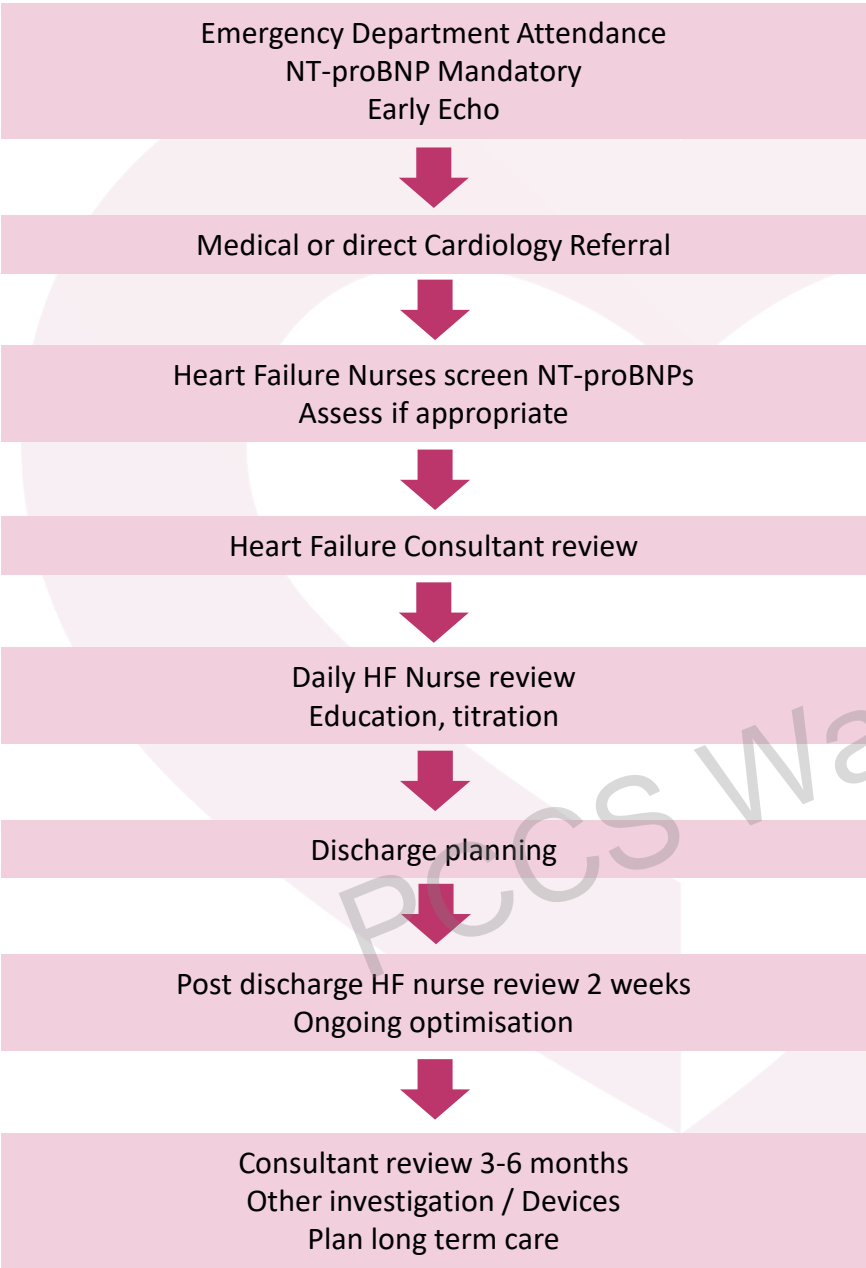 Emergency Department Attendance
NT-proBNP Mandatory
Early Echo
Medical or direct Cardiology Referral
Heart Failure Nurses screen NT-proBNPs
Assess if appropriate
Heart Failure Consultant review
Daily HF Nurse review
Education, titration
Discharge planning
Post discharge HF nurse review 2 weeks
Ongoing optimisation
Consultant review 3-6 months
Other investigation / Devices
Plan long term care
PCCS